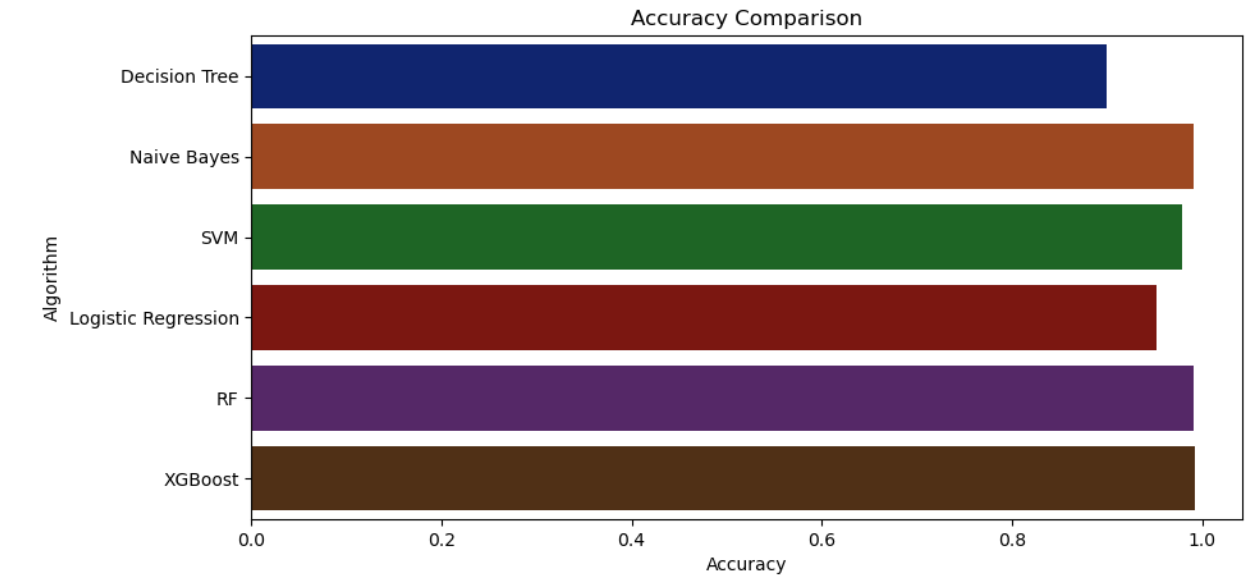 Accuracy Comparison
Decision Tree
Naive Bayes
SVM
Algorithm
Logistic Regression
RF
XGBoost
0.0 0.2 0.4 0.6 0.8 1.0
Accuracy